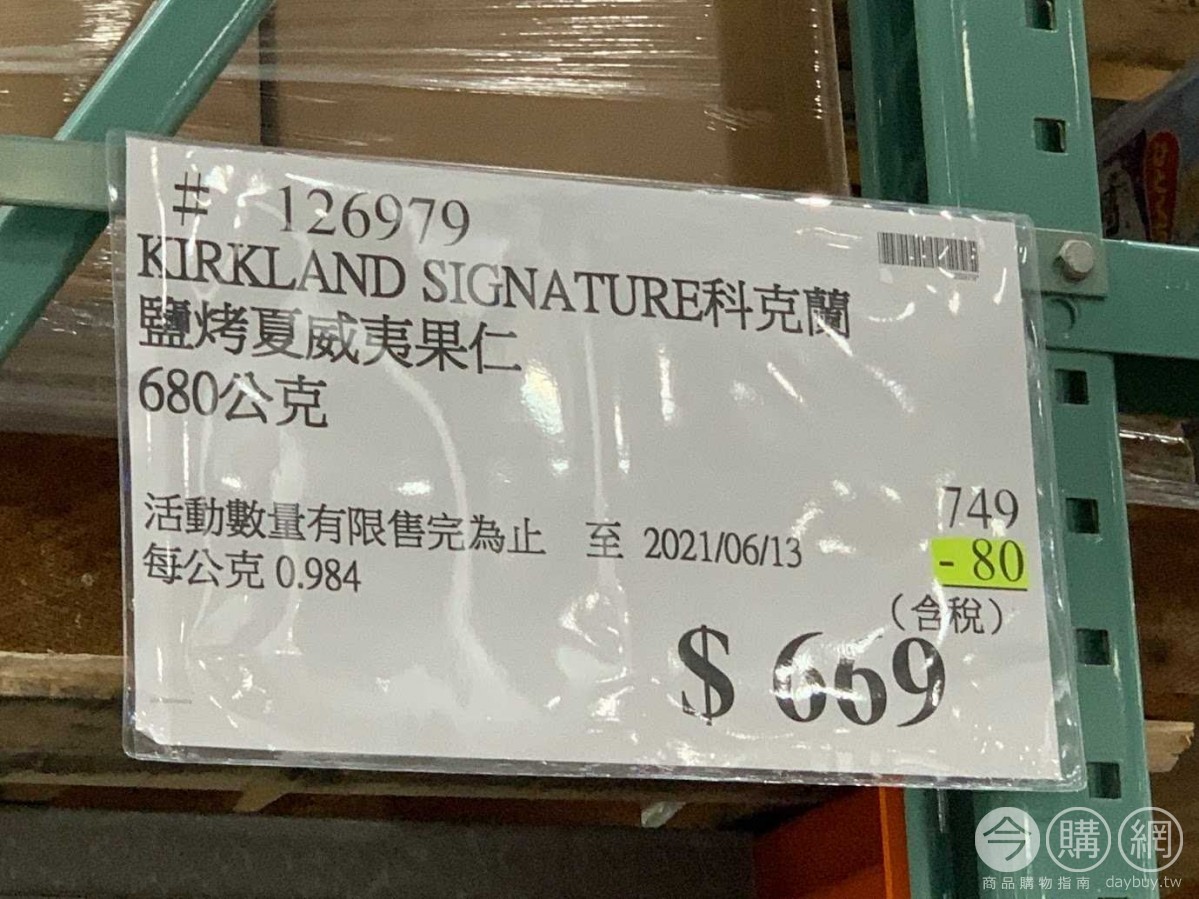 # 126979
KIRKLAND SIGNATURE科克蘭
鹽烤夏威夷果仁
680公克
749
活動數量有限售完為止 至 2021/06/13
- 80
每公克 0.984
(含稅)
$ 669
ひと
今購網
商品購物指南 daybuy.tw